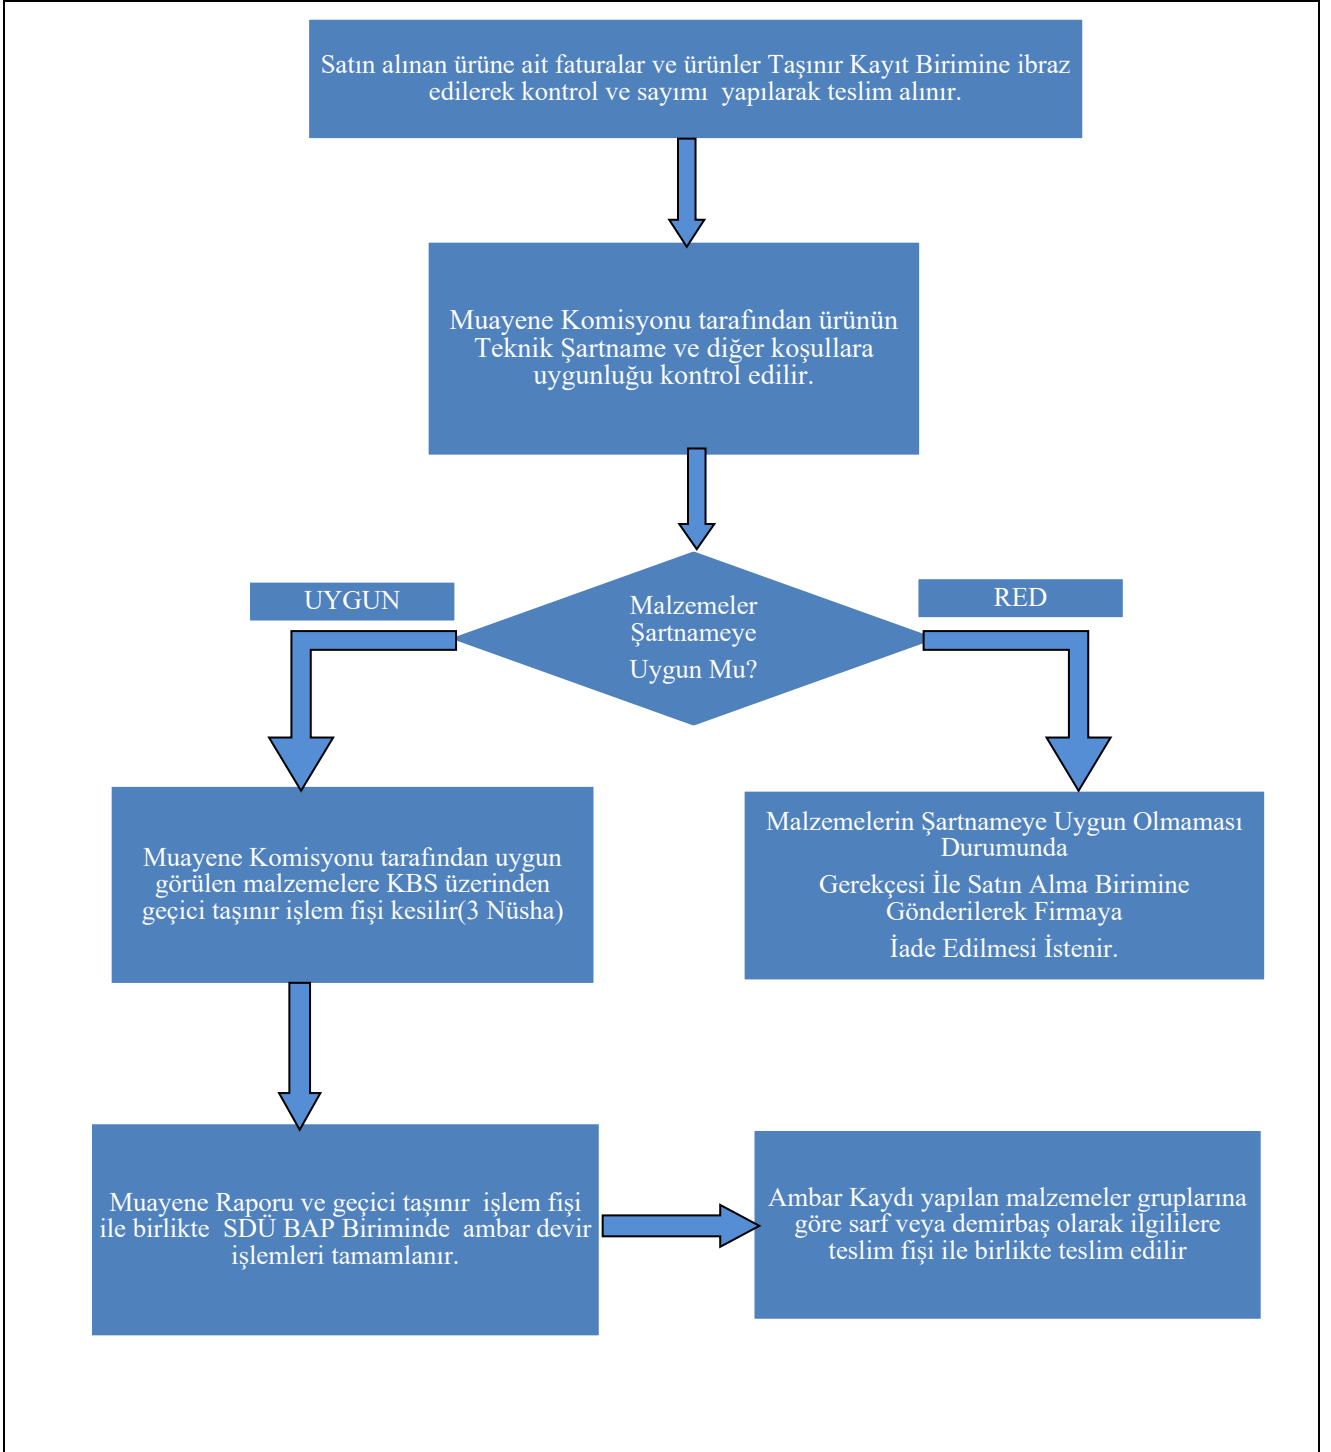 Satın alınan ürüne ait faturalar ve ürünler Taşınır Kayıt Birimine ibraz
edilerek kontrol ve sayımı yapılarak teslim alınır.
Muayene Komisyonu tarafından ürünün
Teknik Şartname ve diğer koşullara
uygunluğu kontrol edilir.
UYGUN
RED
Malzemeler
Şartnameye
Uygun Mu?
Muayene Komisyonu tarafından uygun
görülen malzemelere KBS üzerinden
geçici taşınır işlem fişi kesilir(3 Nüsha)
Malzemelerin Şartnameye Uygun Olmaması
Durumunda
Gerekçesi İle Satın Alma Birimine
Gönderilerek Firmaya
İade Edilmesi İstenir.
Muayene Raporu ve geçici taşınır işlem fişi
ile birlikte SDÜ BAP Biriminde ambar devir
işlemleri tamamlanır.
Ambar Kaydı yapılan malzemeler gruplarına
göre sarf veya demirbaş olarak ilgililere
teslim fişi ile birlikte teslim edilir